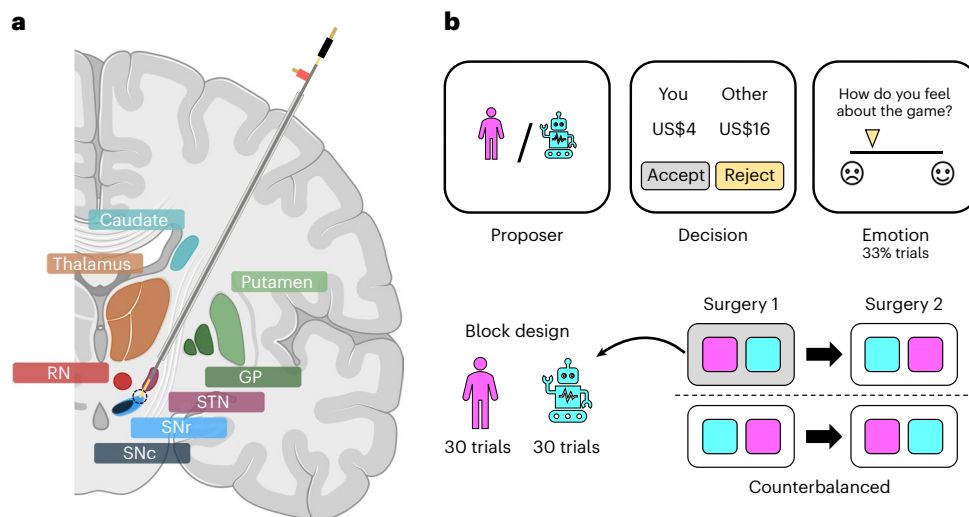 a
Caudate
Thalamus
Putamen
RN
GP
STN
SNr
SNc
b
You Other
US$4 US$16
Accept Reject
How do you feel
about the game?
Proposer
Decision
Emotion
33% trials
Block design
30 trials 30 trials
Surgery 1 Surgery 2
Counterbalanced